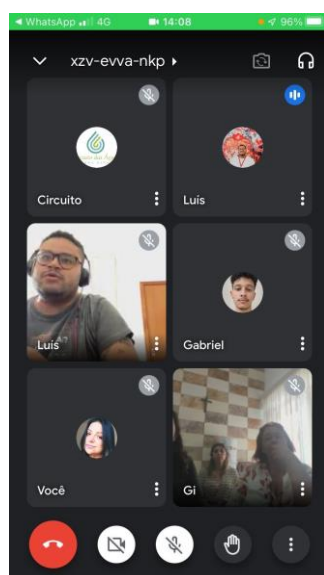 WhatsApp 4G 14:08 96%
xzv-evva-nkp
Circuito
Luis
Luis
Gabriel
Você
Gi